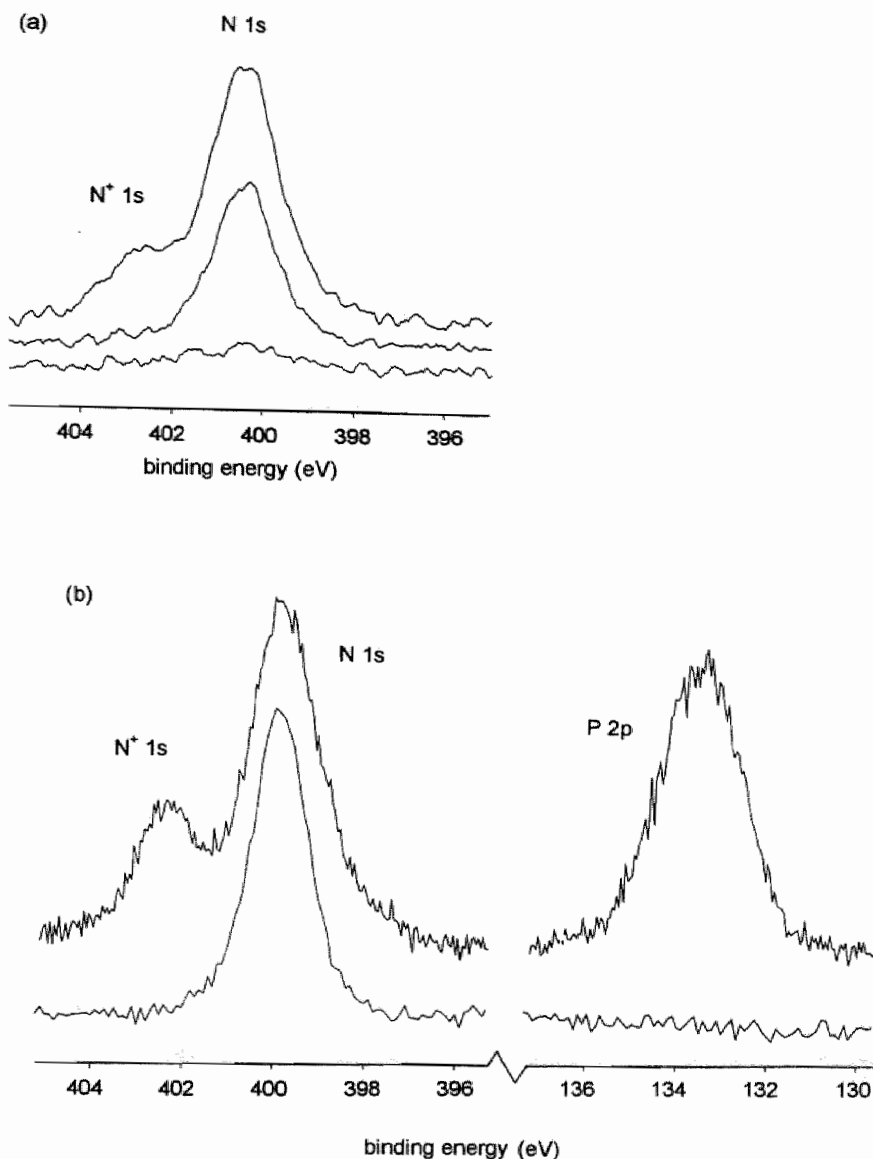 (a)
N 1s
N⁺ 1s
404 402 400 398 396
binding energy (eV)
(b)
N 1s
N⁺ 1s
P 2p
404 402 400 398 396 136 134 132 130
binding energy (eV)